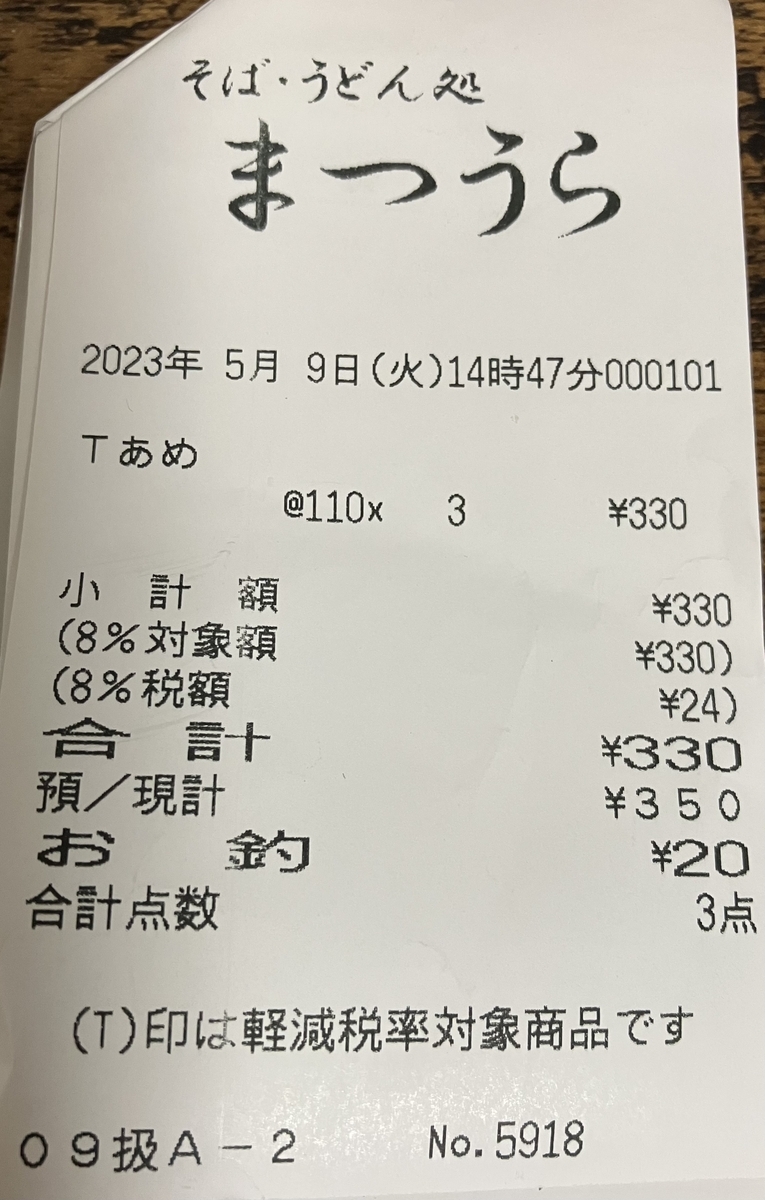 そば・うどん処
まつうら
2023年 5月 9日(火)14時47分000101
Tあめ
@110x 3 ¥330
小計額 ¥330
(8%対象額 ¥330)
(8%税額 ¥24)
合計 ¥330
預/現計 ¥350
お釣 ¥20
合計点数 3点
(T)印は軽減税率対象商品です
09扱A-2 No.5918